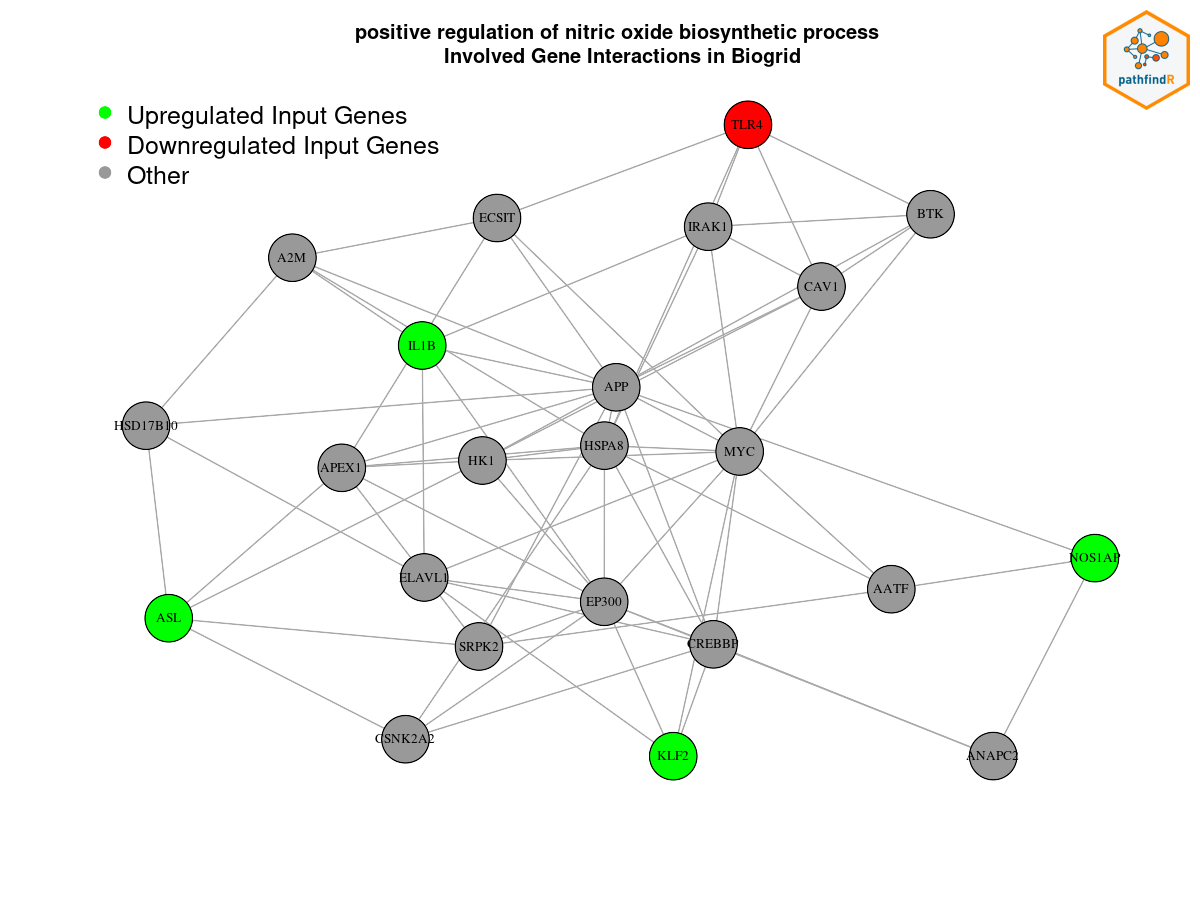 positive regulation of nitric oxide biosynthetic process
Involved Gene Interactions in Biogrid
pathfindR
Upregulated Input Genes
Downregulated Input Genes
Other
TLR4
ECSIT
BTK
IRAK1
A2M
CAV1
IL1B
APP
HSD17B10
HSPA8
MYC
HK1
APEX1
NOS1AP
ELAVL1
AATF
EP300
ASL
CREBBP
SRPK2
CSNK2A2
KLF2
ANAPC2